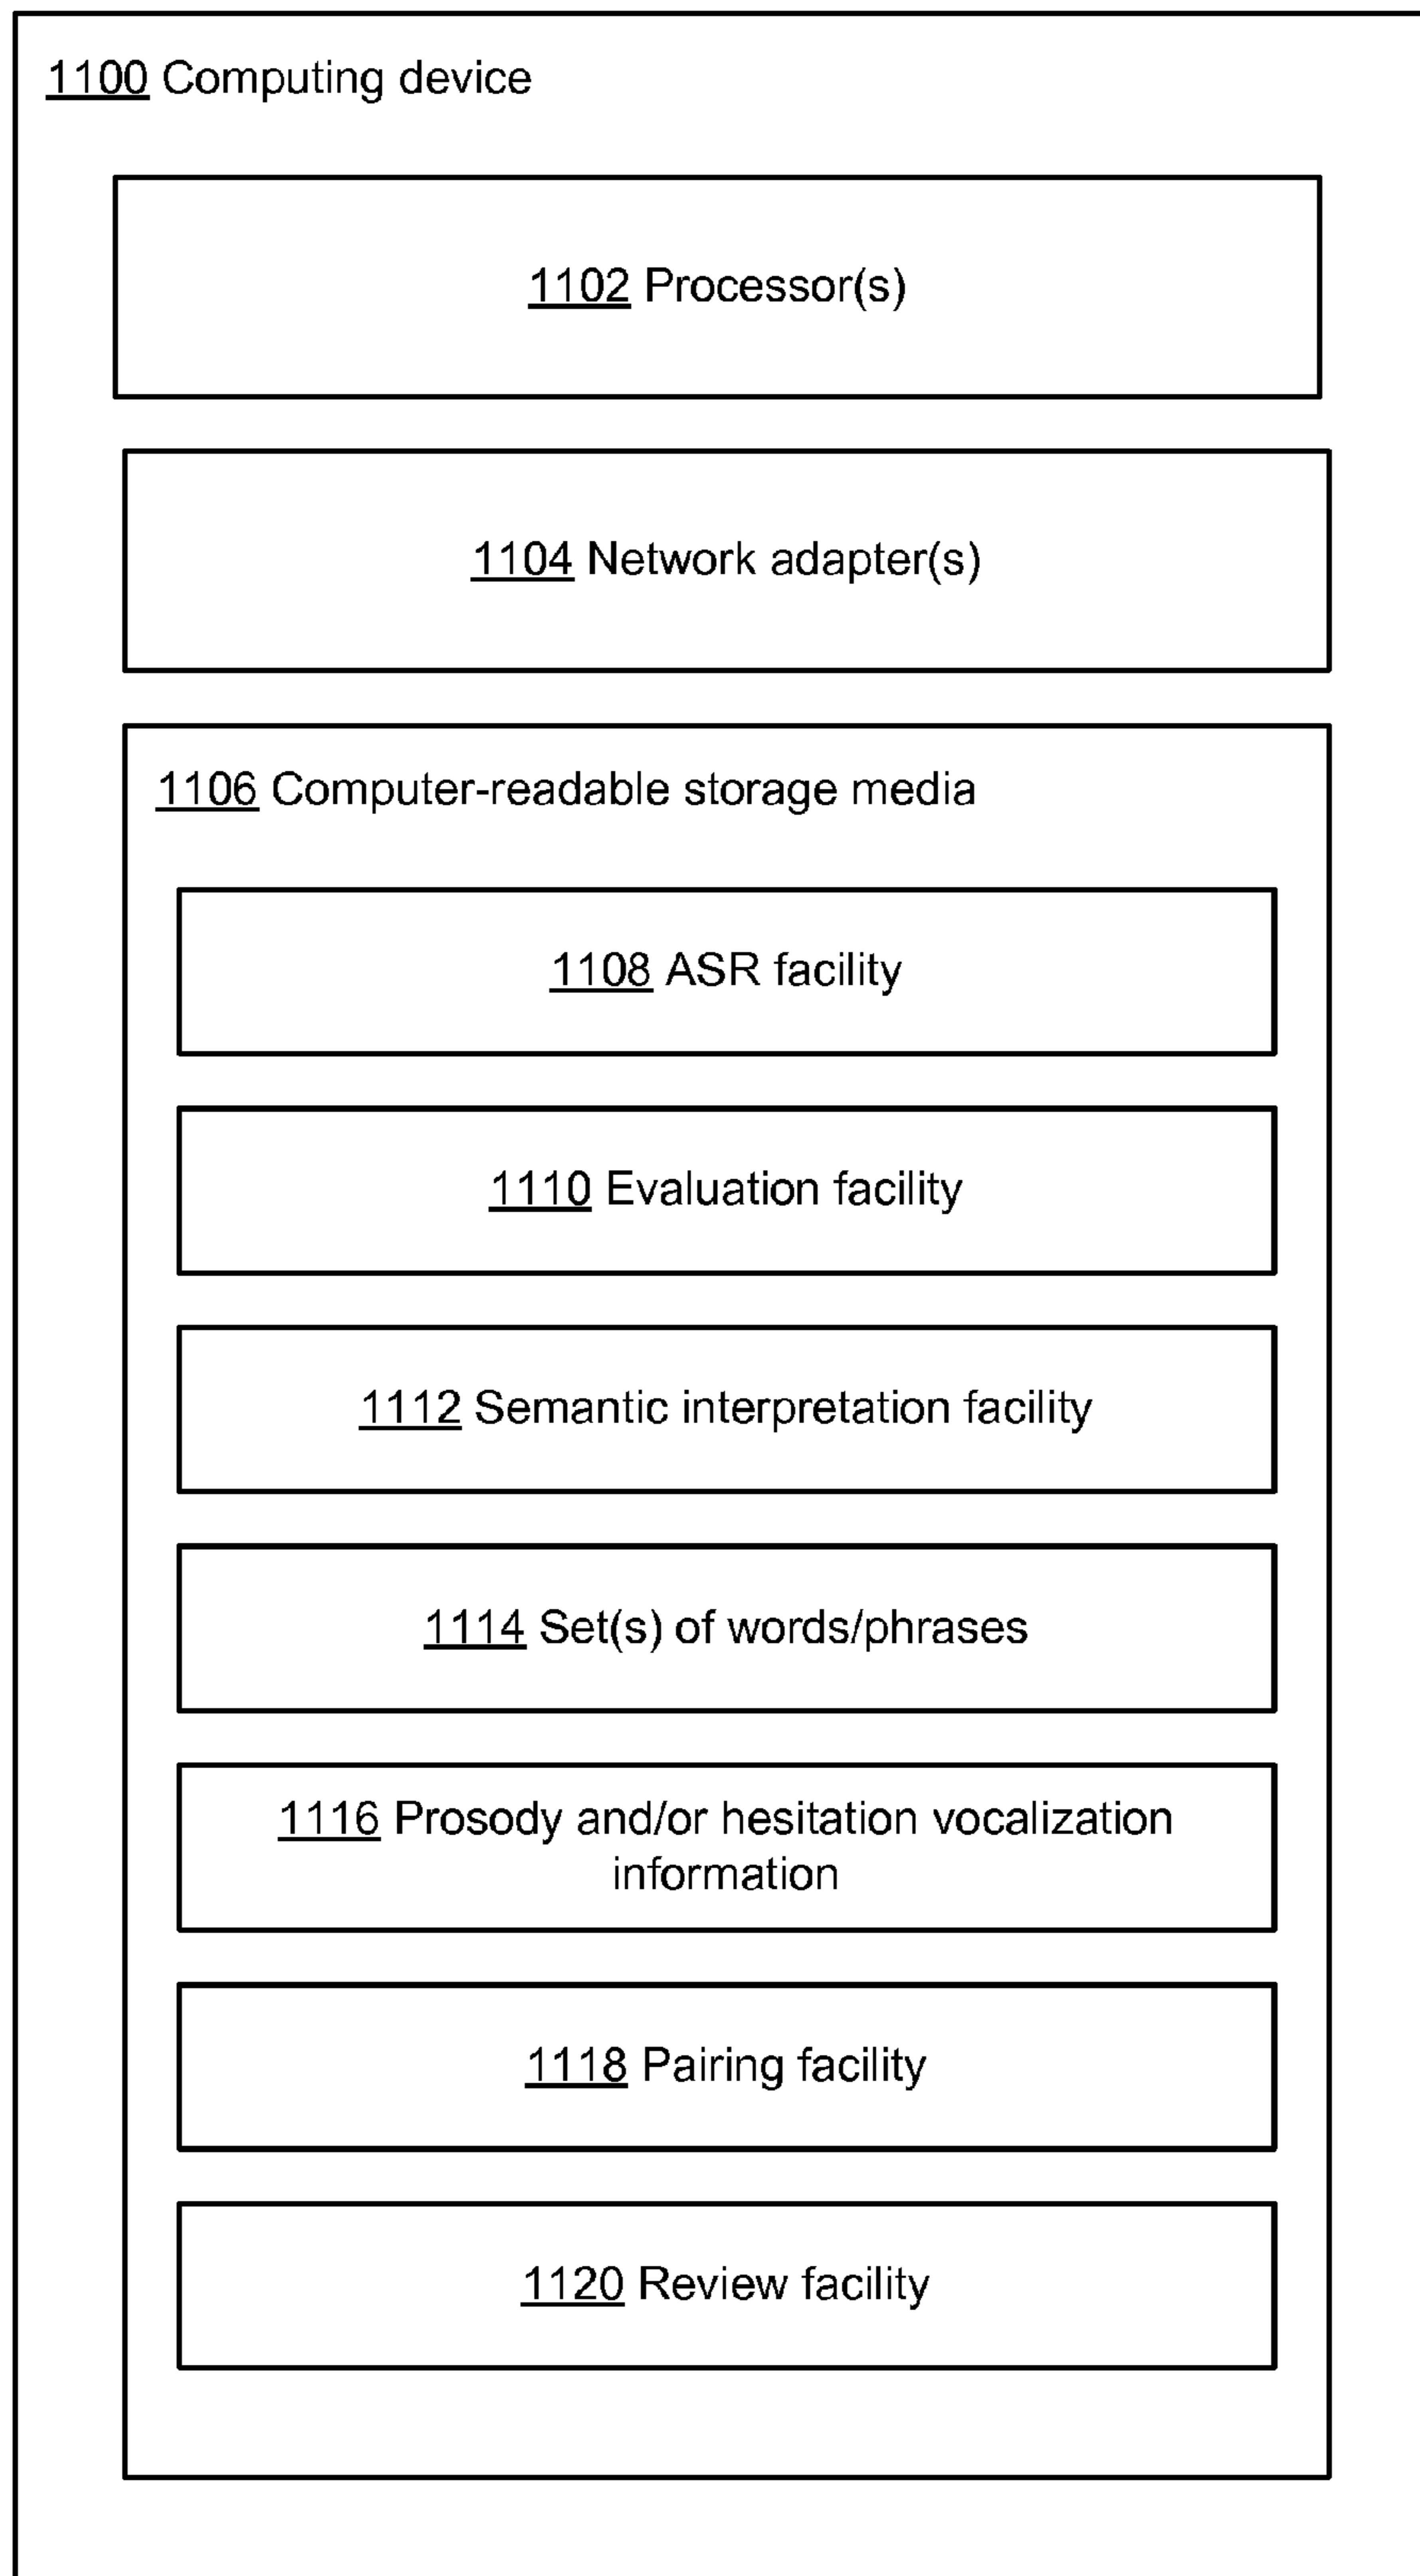 1100 Computing device
1102 Processor(s)
1104 Network adapter(s)
1106 Computer-readable storage media
1108 ASR facility
1110 Evaluation facility
1112 Semantic interpretation facility
1114 Set(s) of words/phrases
1116 Prosody and/or hesitation vocalization
information
1118 Pairing facility
1120 Review facility